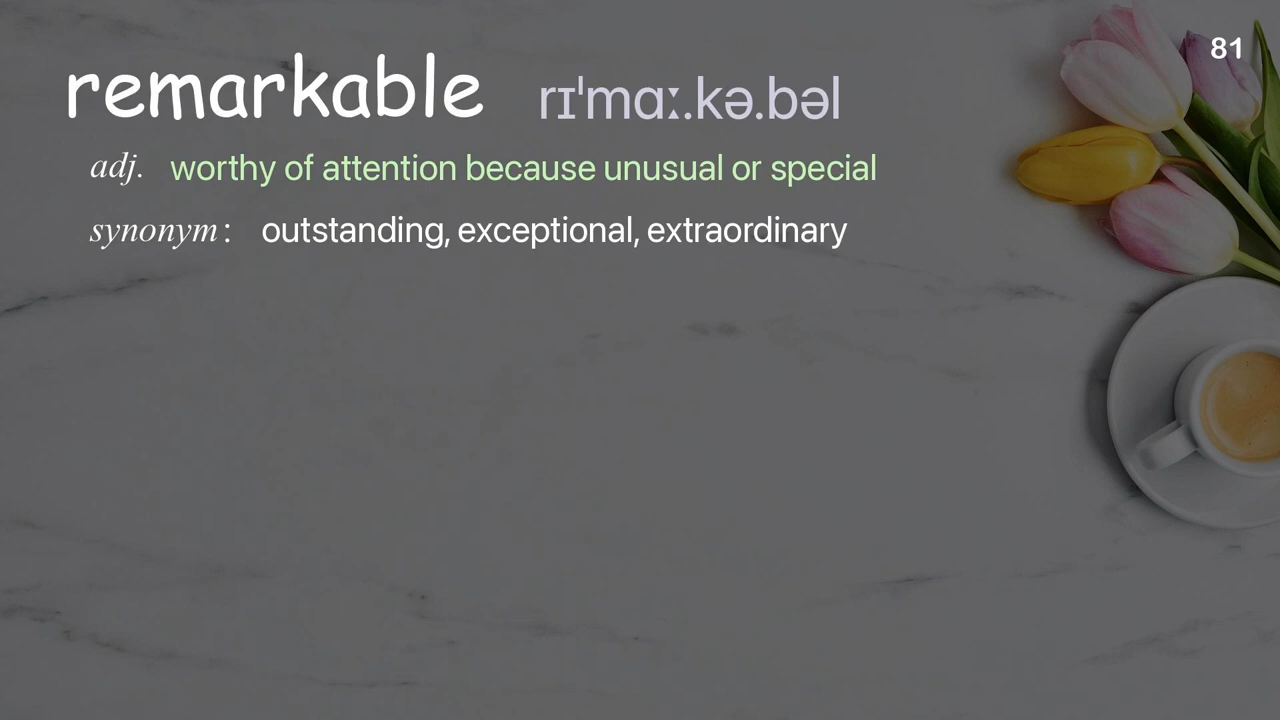 81
remarkable rɪˈmɑː.kə.bəl
adj. worthy of attention because unusual or special
synonym : outstanding, exceptional, extraordinary